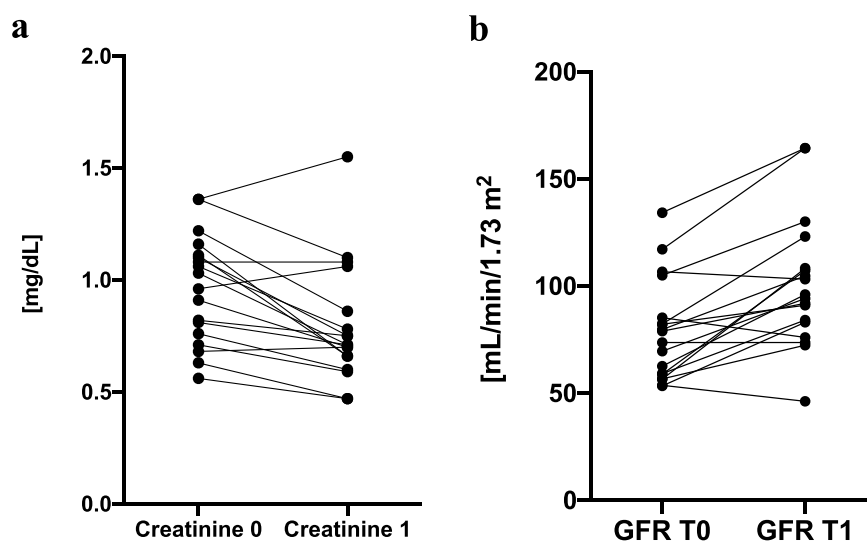 a
2.0
1.5
1.0
0.5
0.0
[mg/dL]
Creatinine 0 Creatinine 1
b
200
150
100
50
0
[mL/min/1.73 m²]
GFR T0 GFR T1